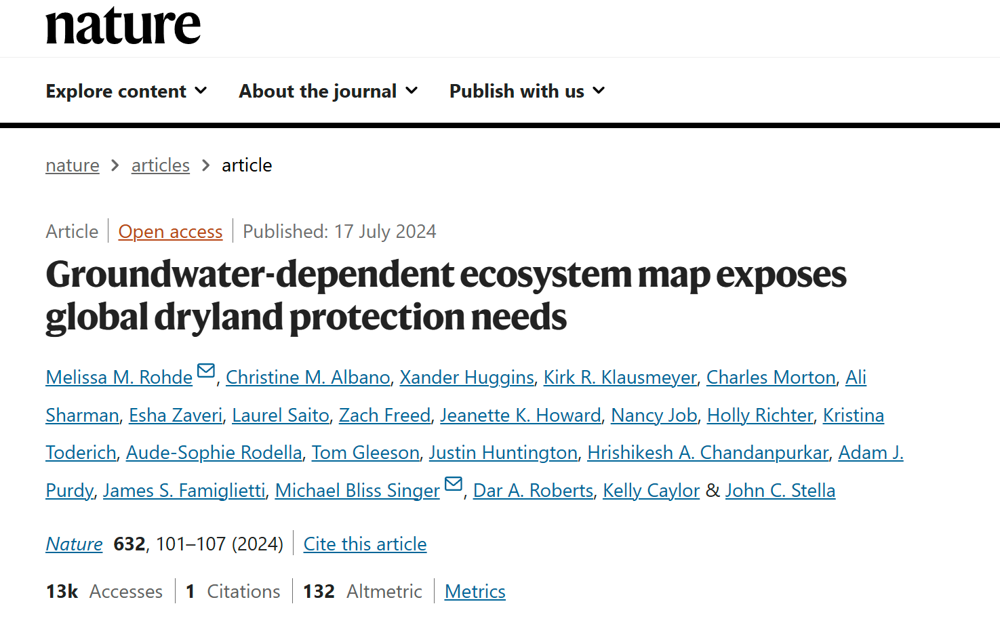 nature
Explore content About the journal Publish with us
nature articles article
Article Open access Published: 17 July 2024
Groundwater-dependent ecosystem map exposes
global dryland protection needs
Melissa M. Rohde, Christine M. Albano, Xander Huggins, Kirk R. Klausmeyer, Charles Morton, Ali
Sharman, Esha Zaveri, Laurel Saito, Zach Freed, Jeanette K. Howard, Nancy Job, Holly Richter, Kristina
Toderich, Aude-Sophie Rodella, Tom Gleeson, Justin Huntington, Hrishikesh A. Chandanpurkar, Adam J.
Purdy, James S. Famiglietti, Michael Bliss Singer, Dar A. Roberts, Kelly Caylor & John C. Stella
Nature 632, 101–107 (2024) Cite this article
13k Accesses 1 Citations 132 Altmetric Metrics